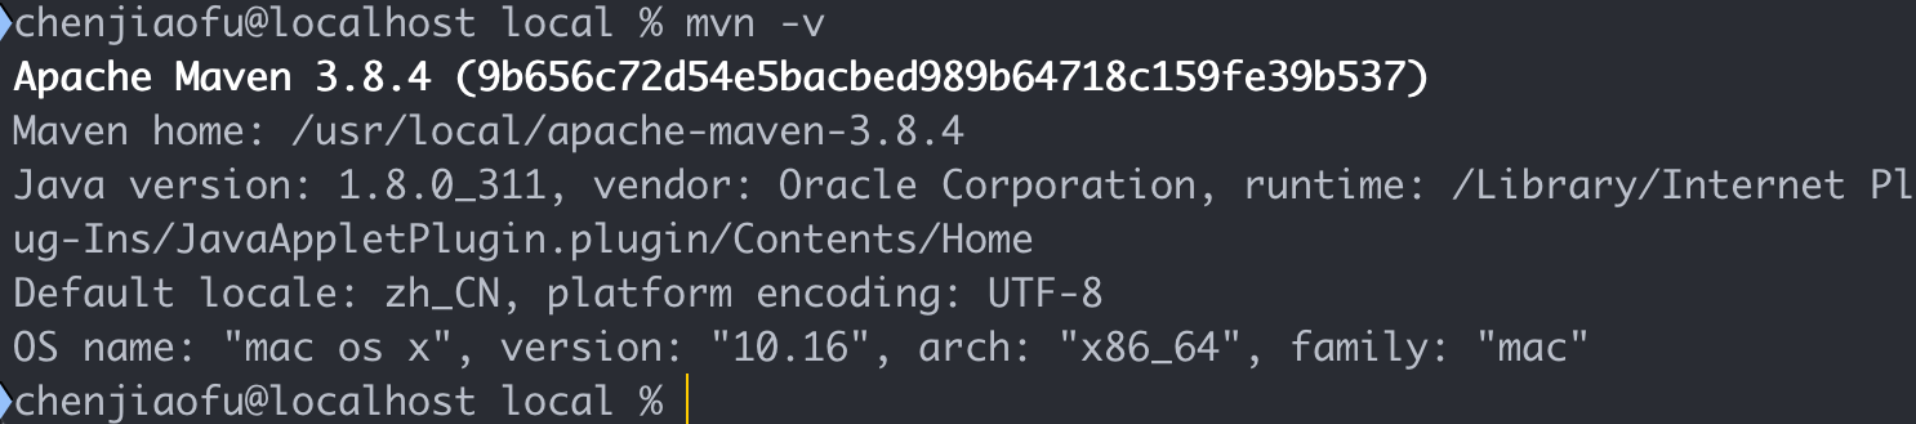 chenjiaofu@localhost local % mvn -v
Apache Maven 3.8.4 (9b656c72d54e5bacbed989b64718c159fe39b537)
Maven home: /usr/local/apache-maven-3.8.4
Java version: 1.8.0_311, vendor: Oracle Corporation, runtime: /Library/Internet Pl
ug-Ins/JavaAppletPlugin.plugin/Contents/Home
Default locale: zh_CN, platform encoding: UTF-8
OS name: "mac os x", version: "10.16", arch: "x86_64", family: "mac"
chenjiaofu@localhost local %